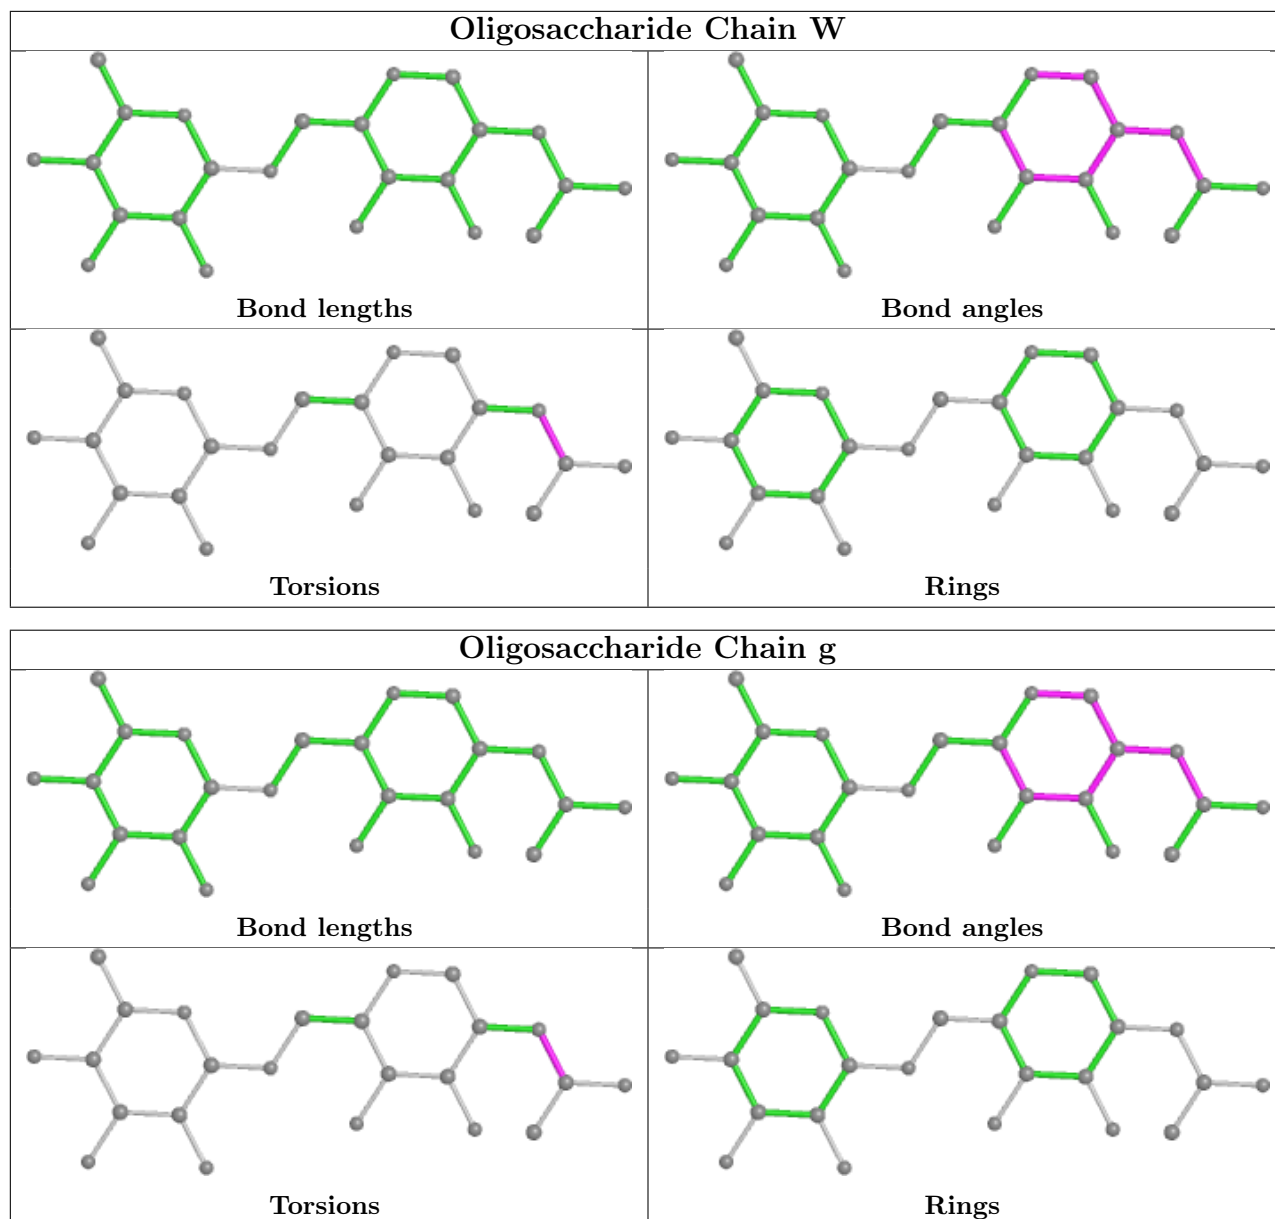 Oligosaccharide Chain W
Bond lengths
Bond angles
Torsions
Rings
Oligosaccharide Chain g
Bond lengths
Bond angles
Torsions
Rings